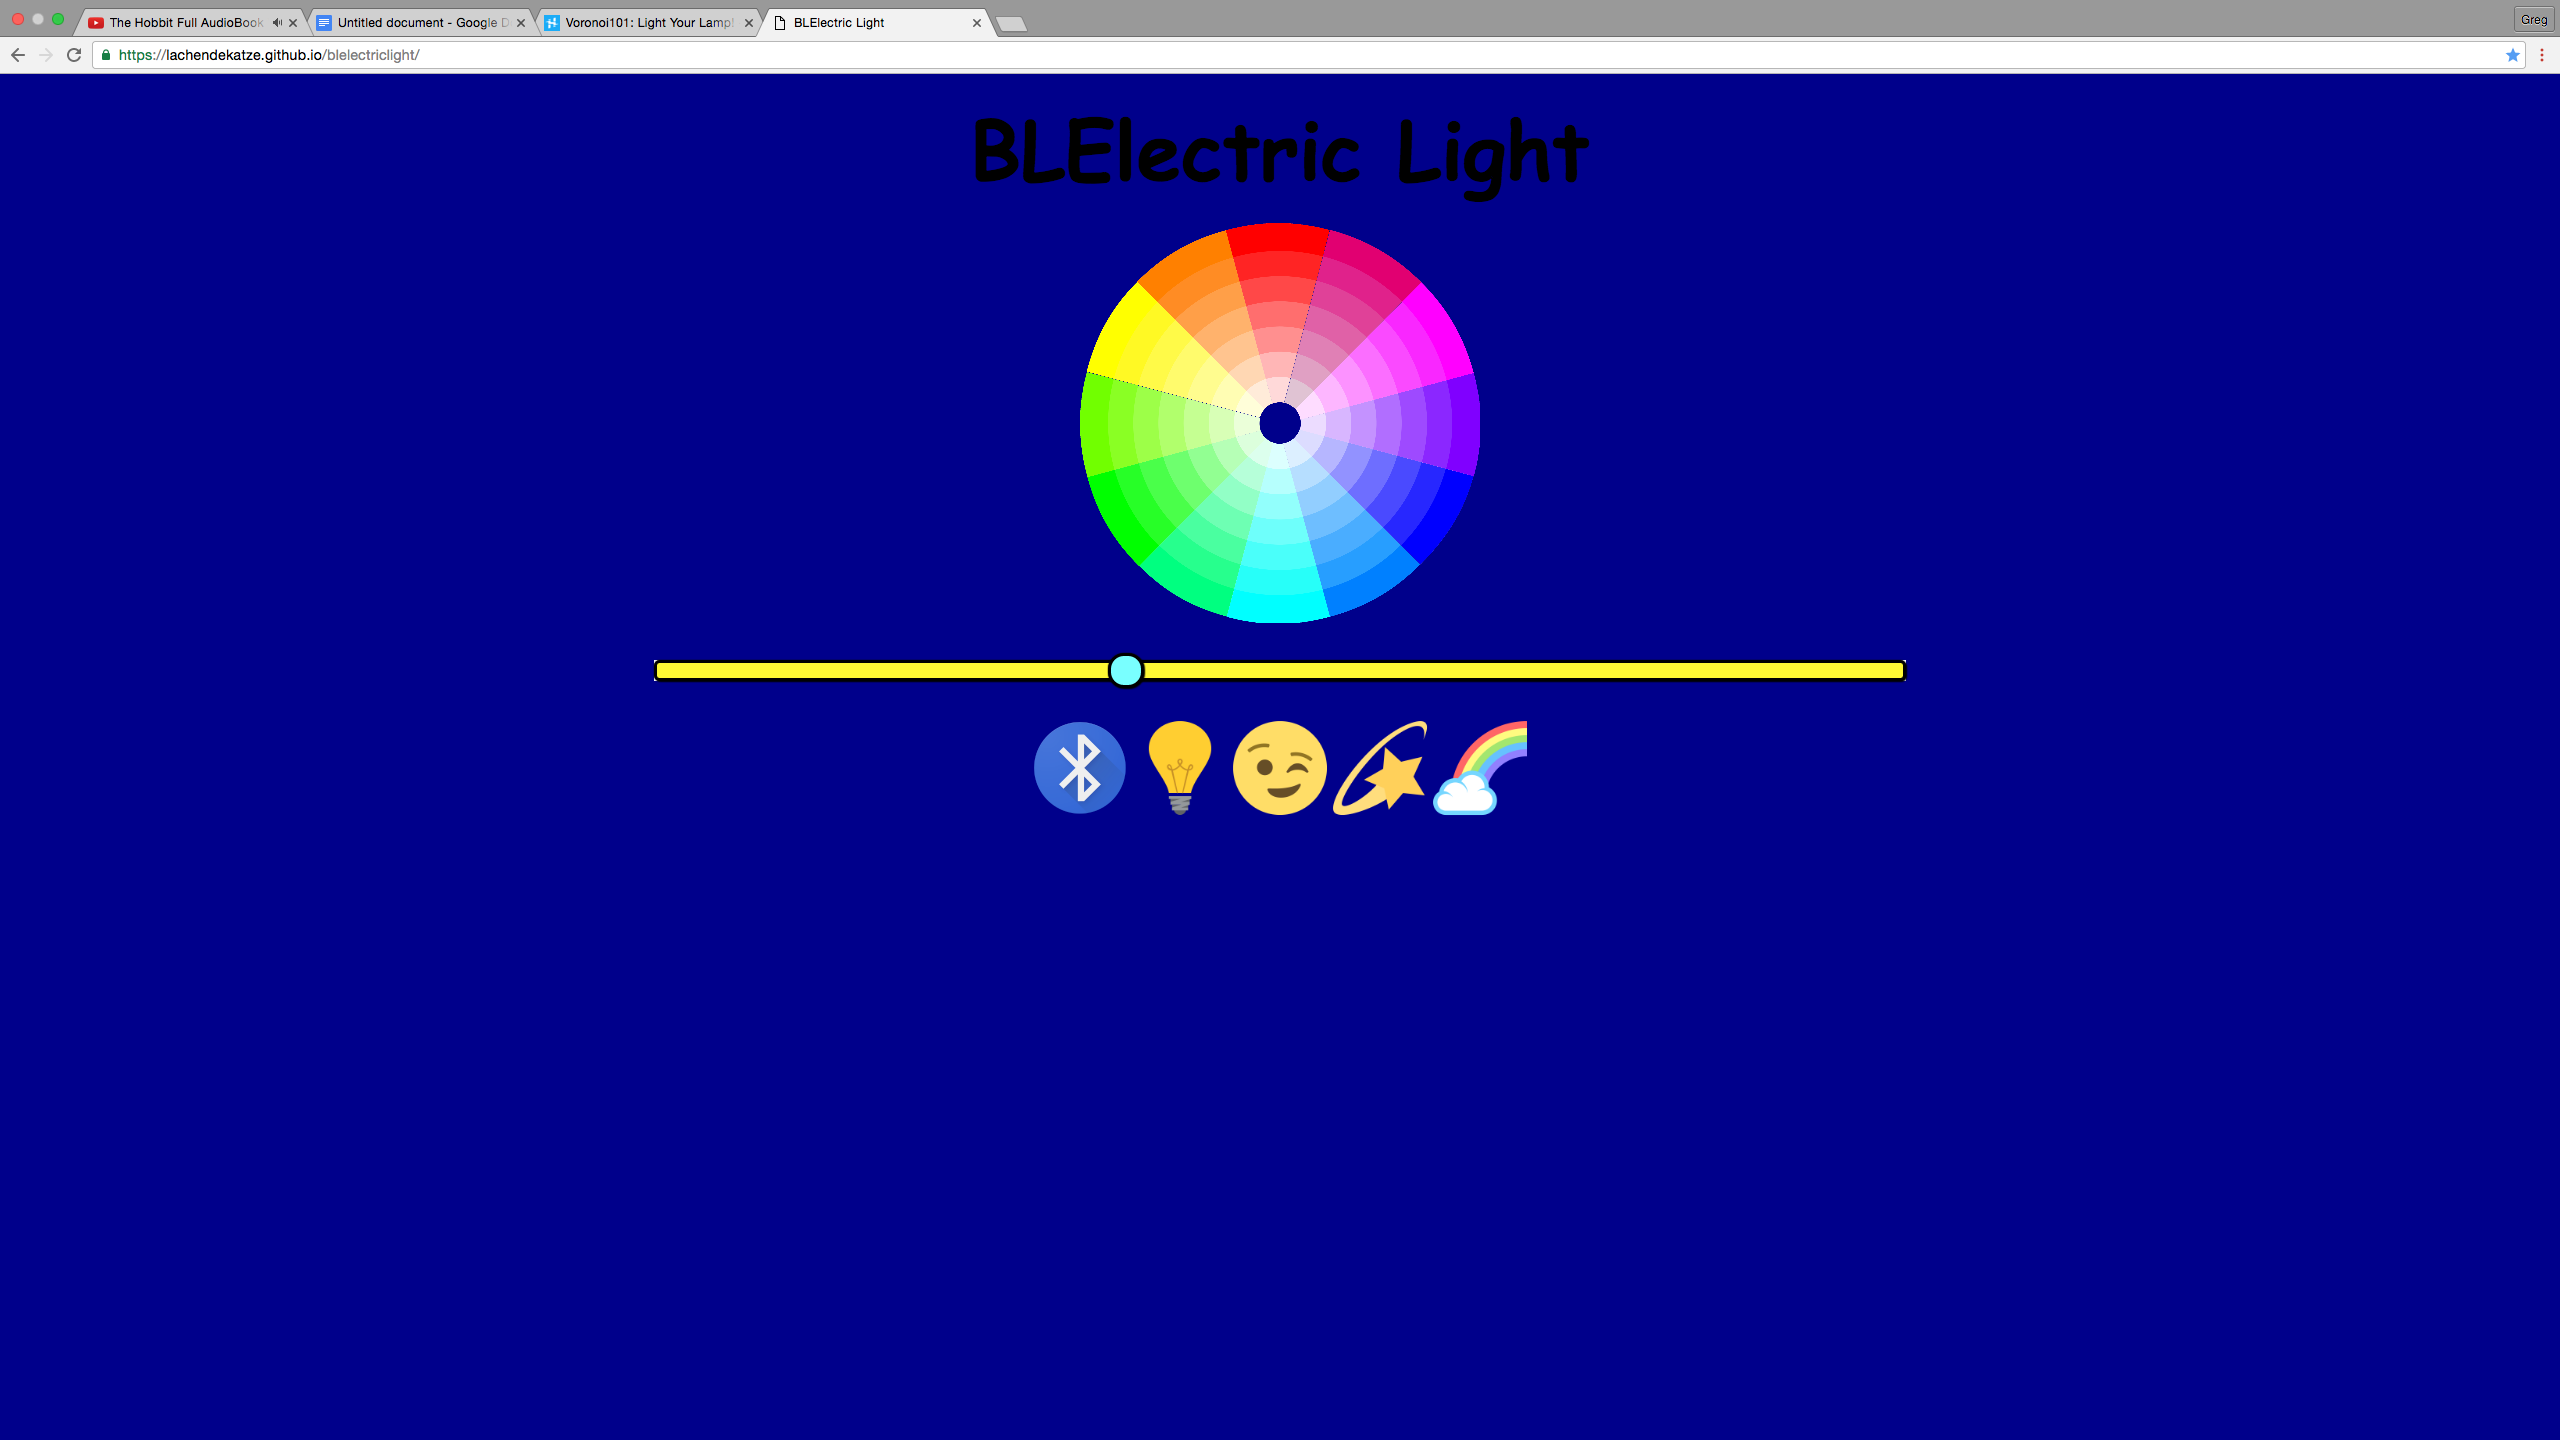 The Hobbit Full AudioBook
Untitled document - Google D
Voronoi101: Light Your Lamp!
BLElectric Light
Greg
https://lachendekatze.github.io/blelectriclight/
BLElectric Light